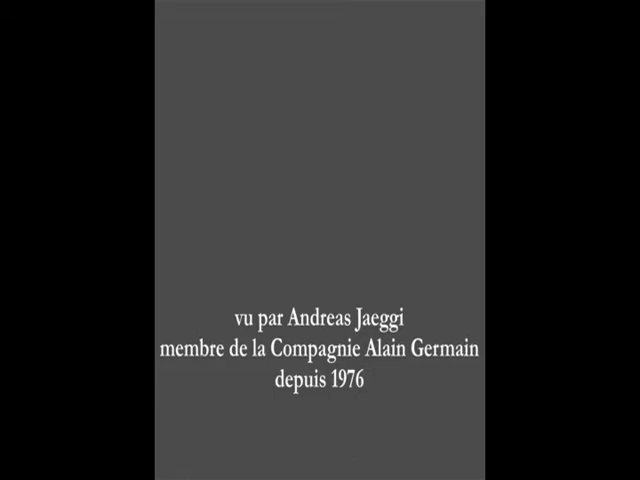 vu par Andreas Jaeggi
membre de la Compagnie Alain Germain
depuis 1976